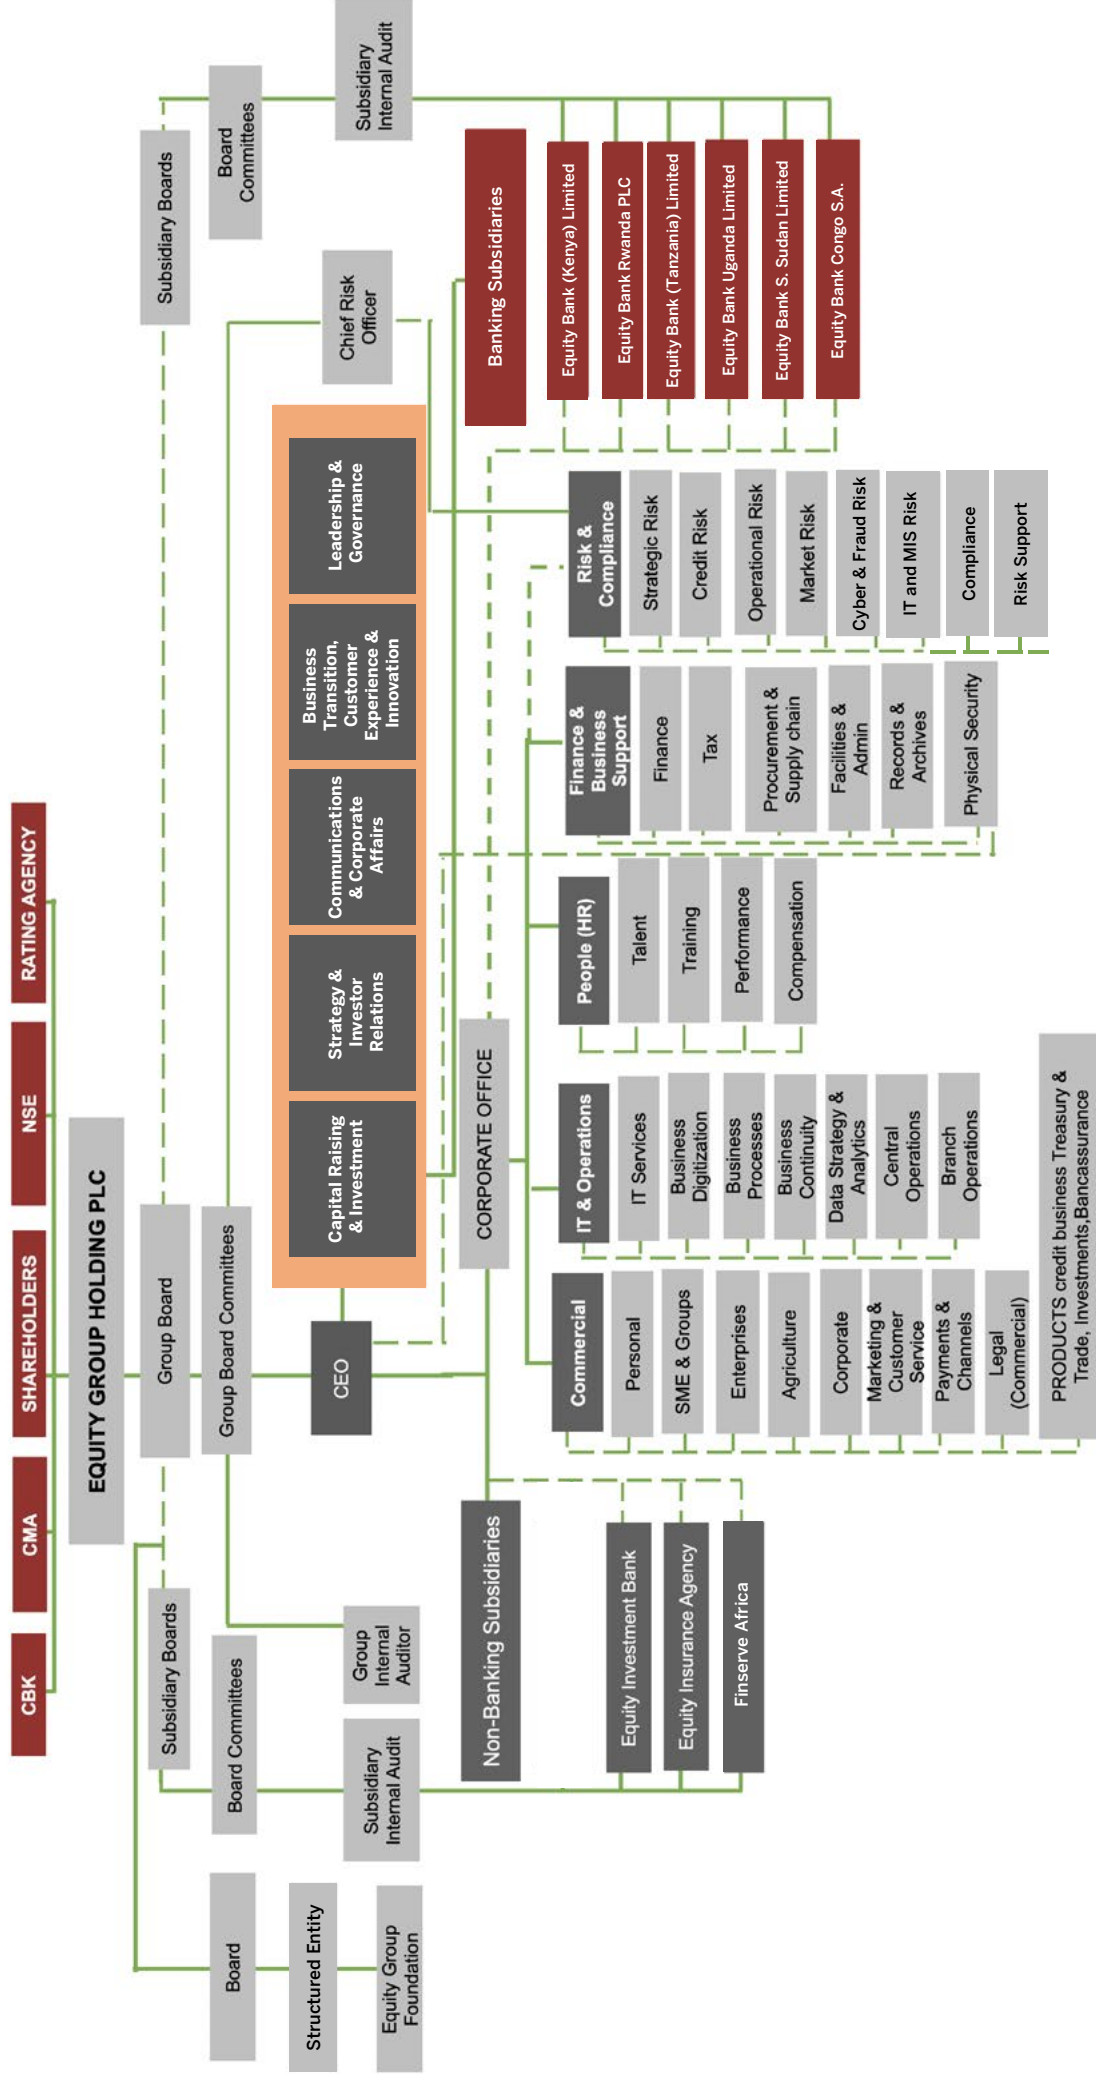 CBK
CMA
SHAREHOLDERS
NSE
RATING AGENCY
EQUITY GROUP HOLDING PLC
Subsidiary Boards
Group Board
Subsidiary Boards
Board
Board Committees
Group Board Committees
Board
Committees
Structured Entity
Equity Group
Foundation
Subsidiary
Internal Audit
Group
Internal
Auditor
CEO
Capital Raising
& Investment
Strategy &
Investor
Relations
Communications
& Corporate
Affairs
Business
Transition,
Customer
Experience &
Innovation
Leadership &
Governance
Chief Risk
Officer
Subsidiary
Internal Audit
Non-Banking Subsidiaries
CORPORATE OFFICE
Banking Subsidiaries
Equity Investment Bank
Equity Insurance Agency
Finserve Africa
Commercial
Personal
SME & Groups
Enterprises
Agriculture
Corporate
Marketing &
Customer
Service
Payments &
Channels
Legal
(Commercial)
PRODUCTS credit business Treasury &
Trade, Investments,Bancassurance
IT & Operations
IT Services
Business
Digitization
Business
Processes
Business
Continuity
Data Strategy &
Analytics
Central
Operations
Branch
Operations
People (HR)
Talent
Training
Performance
Compensation
Finance &
Business
Support
Finance
Tax
Procurement &
Supply chain
Facilities &
Admin
Records &
Archives
Physical Security
Risk &
Compliance
Strategic Risk
Credit Risk
Operational Risk
Market Risk
Cyber & Fraud Risk
IT and MIS Risk
Compliance
Risk Support
Equity Bank (Kenya) Limited
Equity Bank Rwanda PLC
Equity Bank (Tanzania) Limited
Equity Bank Uganda Limited
Equity Bank S. Sudan Limited
Equity Bank Congo S.A.